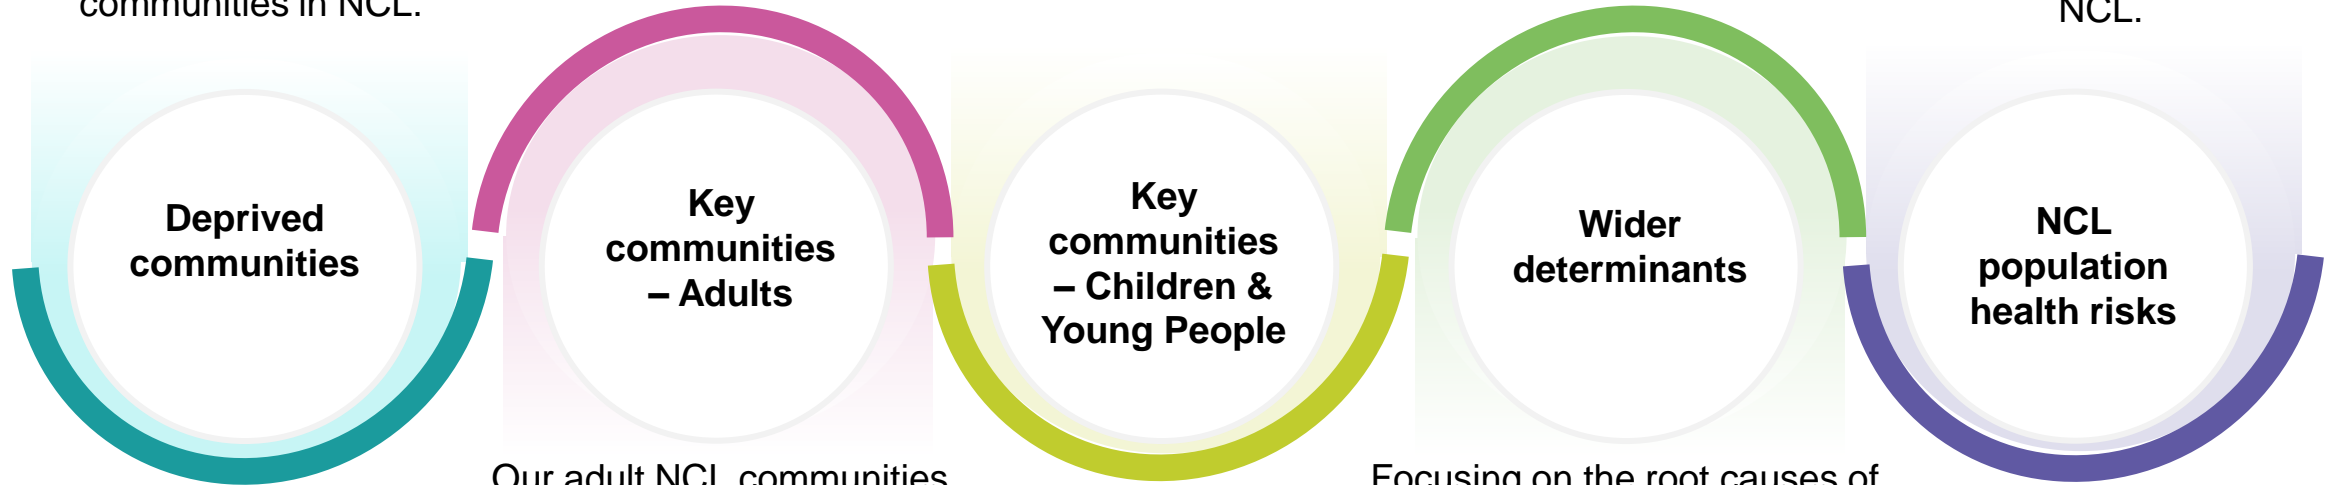 communities in NCL.
NCL.
Deprived
communities
Key
communities
– Adults
Key
communities
– Children &
Young People
Wider
determinants
NCL
population
health risks
Our adult NCL communities
Focusing on the root causes of